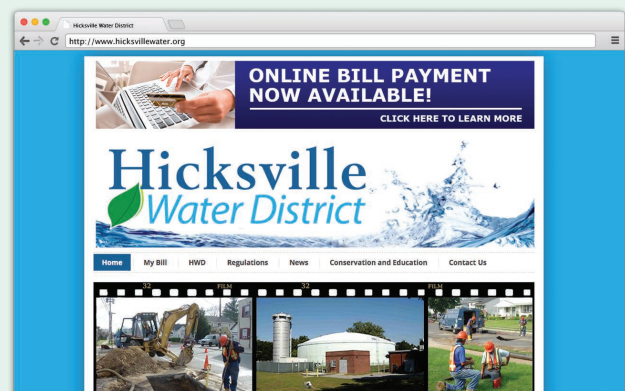 Hicksville Water District
http://www.hicksvillewater.org
ONLINE BILL PAYMENT
NOW AVAILABLE!
CLICK HERE TO LEARN MORE
Hicksville
Water District
Home My Bill HWD Regulations News Conservation and Education Contact Us
32 FILM 32 FILM